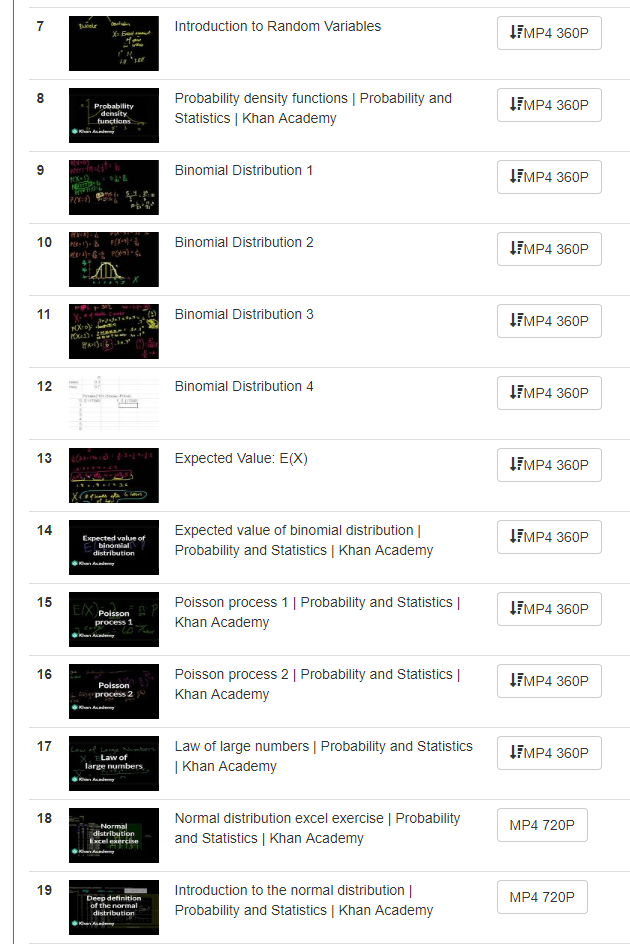 7
Introduction to Random Variables
MP4 360P
8
Probability
density
functions
Khan Academy
Probability density functions | Probability and
Statistics | Khan Academy
MP4 360P
9
Binomial Distribution 1
MP4 360P
10
Binomial Distribution 2
MP4 360P
11
Binomial Distribution 3
MP4 360P
12
Binomial Distribution 4
MP4 360P
13
Expected Value: E(X)
MP4 360P
14
Expected value of
binomial
distribution
Khan Academy
Expected value of binomial distribution |
Probability and Statistics | Khan Academy
MP4 360P
15
Poisson
process 1
Khan Academy
Poisson process 1 | Probability and Statistics |
Khan Academy
MP4 360P
16
Poisson
process 2
Khan Academy
Poisson process 2 | Probability and Statistics |
Khan Academy
MP4 360P
17
Law of
large numbers
Khan Academy
Law of large numbers | Probability and Statistics
| Khan Academy
MP4 360P
18
Normal
distribution
Excel exercise
Khan Academy
Normal distribution excel exercise | Probability
and Statistics | Khan Academy
MP4 720P
19
Deep definition
of the normal
distribution
Khan Academy
Introduction to the normal distribution |
Probability and Statistics | Khan Academy
MP4 720P